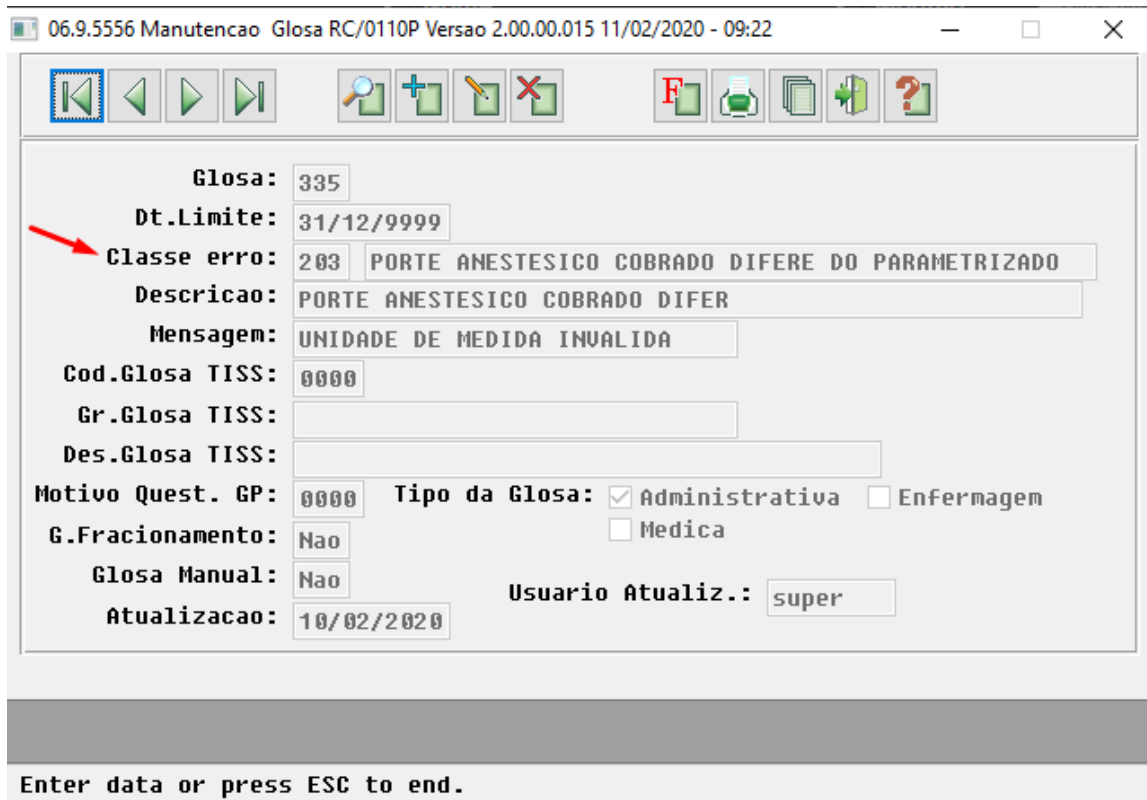 06.9.5556 Manutencao Glosa RC/0110P Versao 2.00.00.015 11/02/2020 - 09:22
F ?
Glosa: 335
Dt.Limite: 31/12/9999
Classe erro: 203 PORTE ANESTESICO COBRADO DIFERE DO PARAMETRIZADO
Descricao: PORTE ANESTESICO COBRADO DIFER
Mensagem: UNIDADE DE MEDIDA INVALIDA
Cod.Glosa TISS: 0000
Gr.Glosa TISS:
Des.Glosa TISS:
Motivo Quest. GP: 0000 Tipo da Glosa: Administrativa Enfermagem
Medica
G.Fracionamento: Nao
Glosa Manual: Nao
Usuario Atualiz.: super
Atualizacao: 10/02/2020
Enter data or press ESC to end.